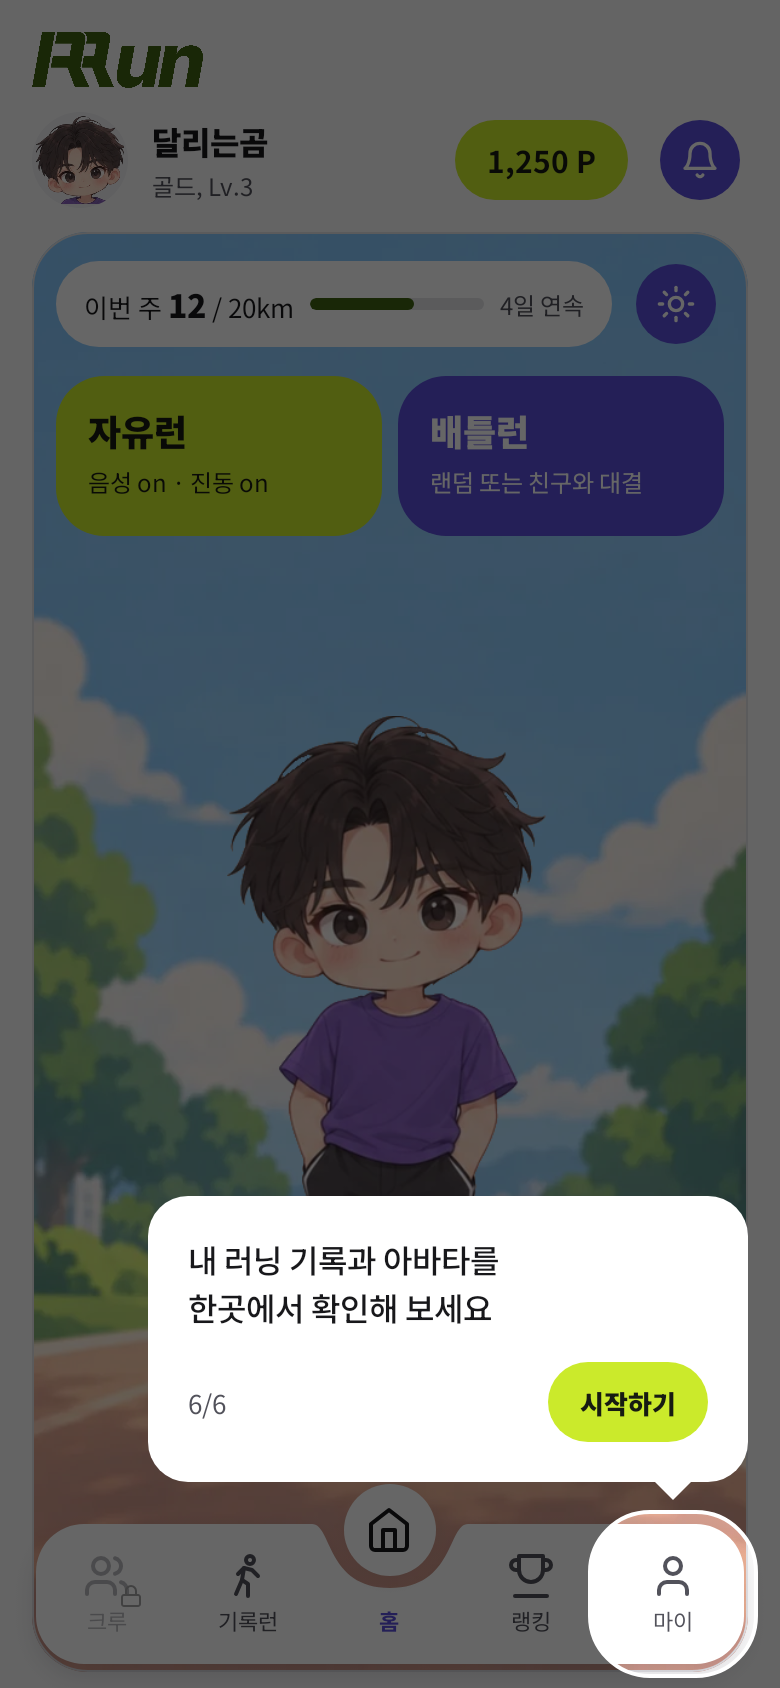 RRun
달리는곰
골드, Lv.3
1,250 P
이번 주 12 / 20km
4일 연속
자유런
음성 on · 진동 on
배틀런
랜덤 또는 친구와 대결
내 러닝 기록과 아바타를
한곳에서 확인해 보세요
6/6
시작하기
크루
기록런
홈
랭킹
마이